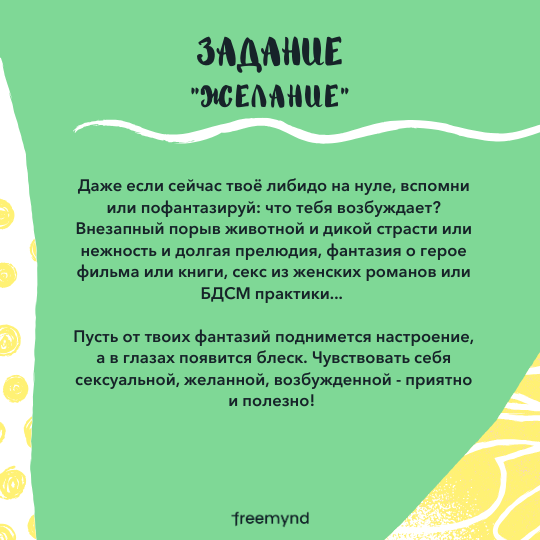 ЗАДАНИЕ
"ЖЕЛАНИЕ"
Даже если сейчас твоё либидо на нуле, вспомни
или пофантазируй: что тебя возбуждает?
Внезапный порыв животной и дикой страсти или
нежность и долгая прелюдия, фантазия о герое
фильма или книги, секс из женских романов или
БДСМ практики...
Пусть от твоих фантазий поднимется настроение,
а в глазах появится блеск. Чувствовать себя
сексуальной, желанной, возбужденной - приятно
и полезно!
freemynd